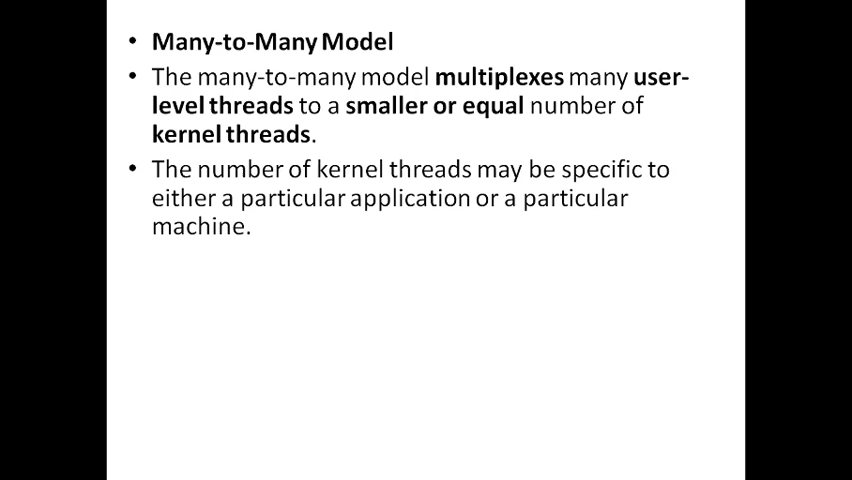 • Many-to-Many Model
• The many-to-many model multiplexes many user-
level threads to a smaller or equal number of
kernel threads.
• The number of kernel threads may be specific to
either a particular application or a particular
machine.